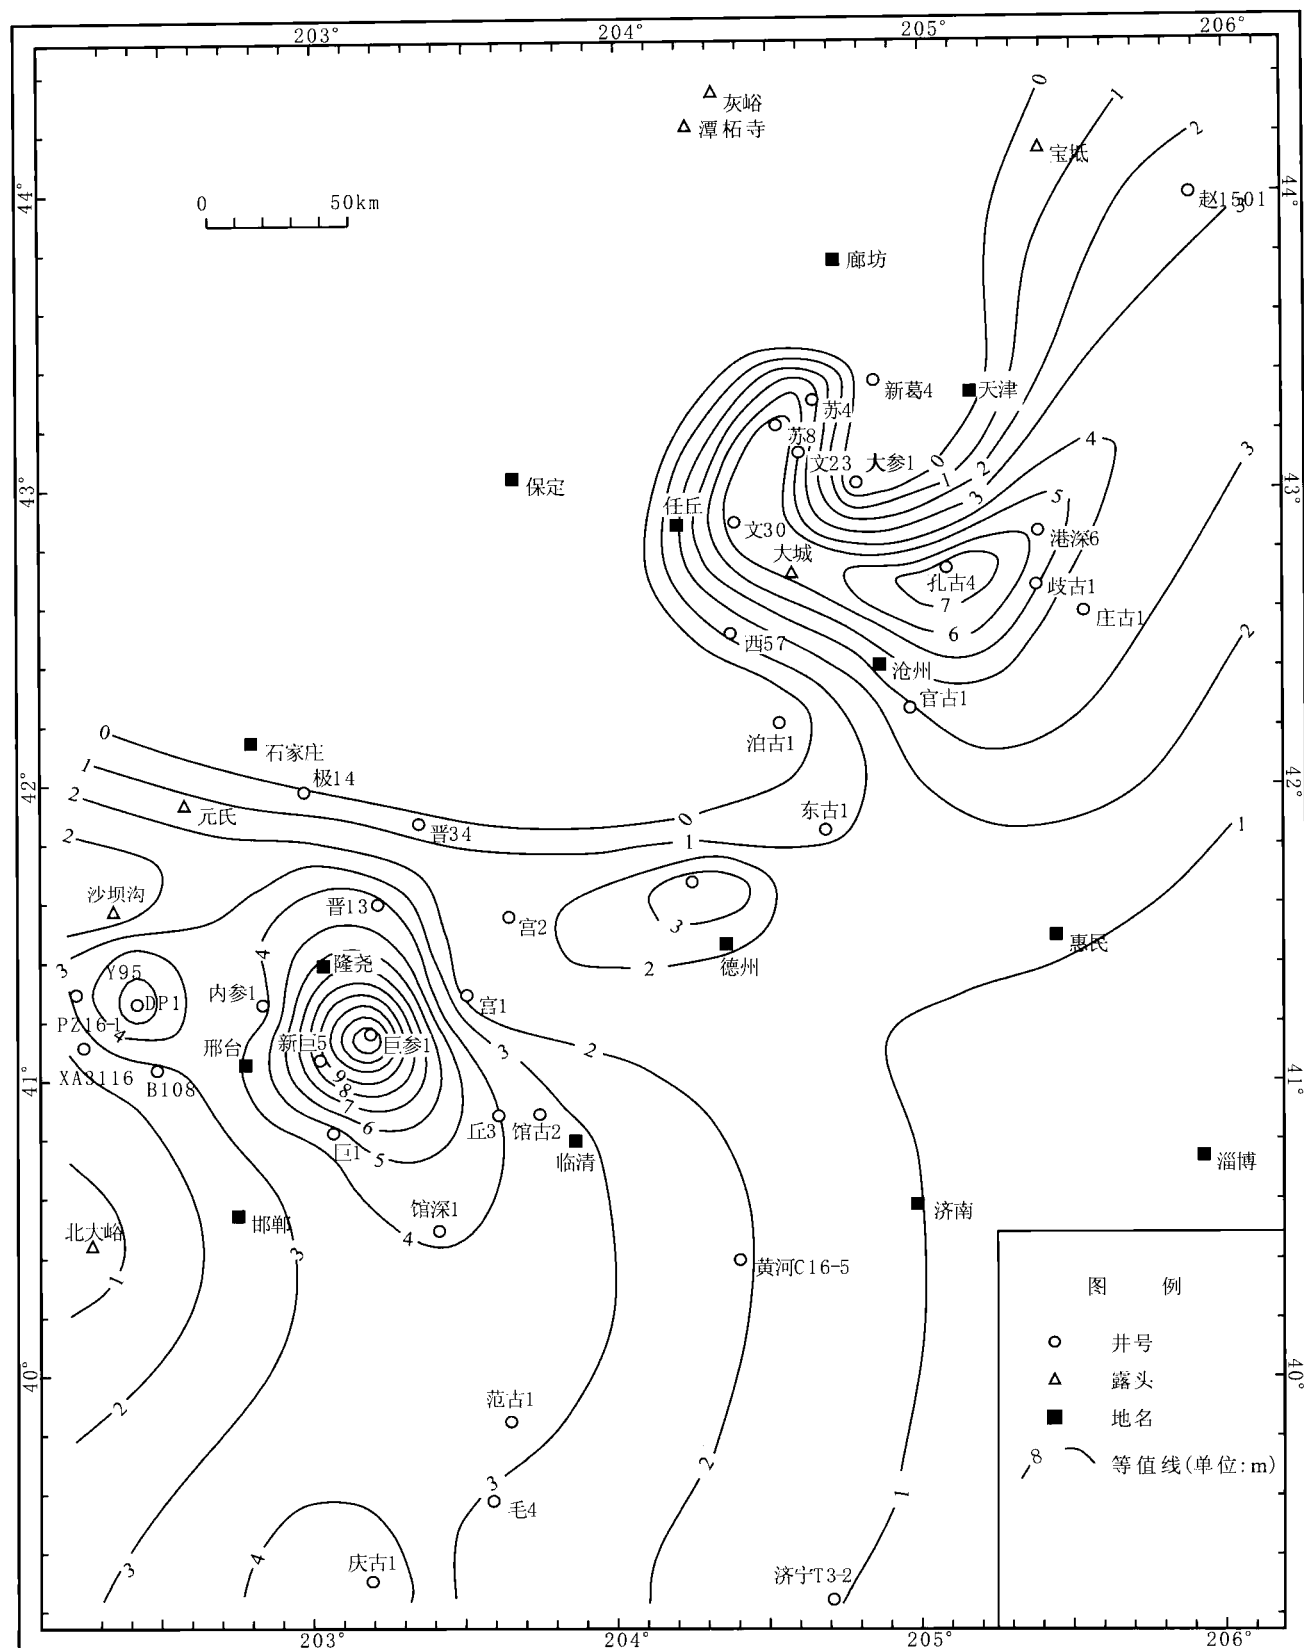 203° 204° 205° 206°
0 1 2
灰峪
潭柘寺
宝坻
44° 44°
赵1501
3
0 50km
廊坊
新葛4
天津
苏4
苏8
文23
大参1
0
1
2
3
4
5
3
43° 43°
保定
任丘
文30
大城
港深6
孔古4
歧古1
7
庄古1
6
2
西57
沧州
官古1
泊古1
0
石家庄
1
极14
2
42° 42°
元氏
晋34
东古1
0
1
1
2
沙坝沟
晋13
宫2
3
德州
2
惠民
4
3
隆尧
Y95
DP1
内参1
宫1
PZ16-1
4
邢台
新巨5
巨参1
3
2
XA3116
B108
9
8
7
6
5
41° 41°
巨1
丘3
馆古2
临清
淄博
北大峪
邯郸
馆深1
4
济南
3
1
黄河C16-5
图 例
井号
露头
地名
8 等值线(单位:m)
40° 40°
2
范古1
2
3
1
毛4
3
4
庆古1
济宁T3-2
203° 204° 205° 206°